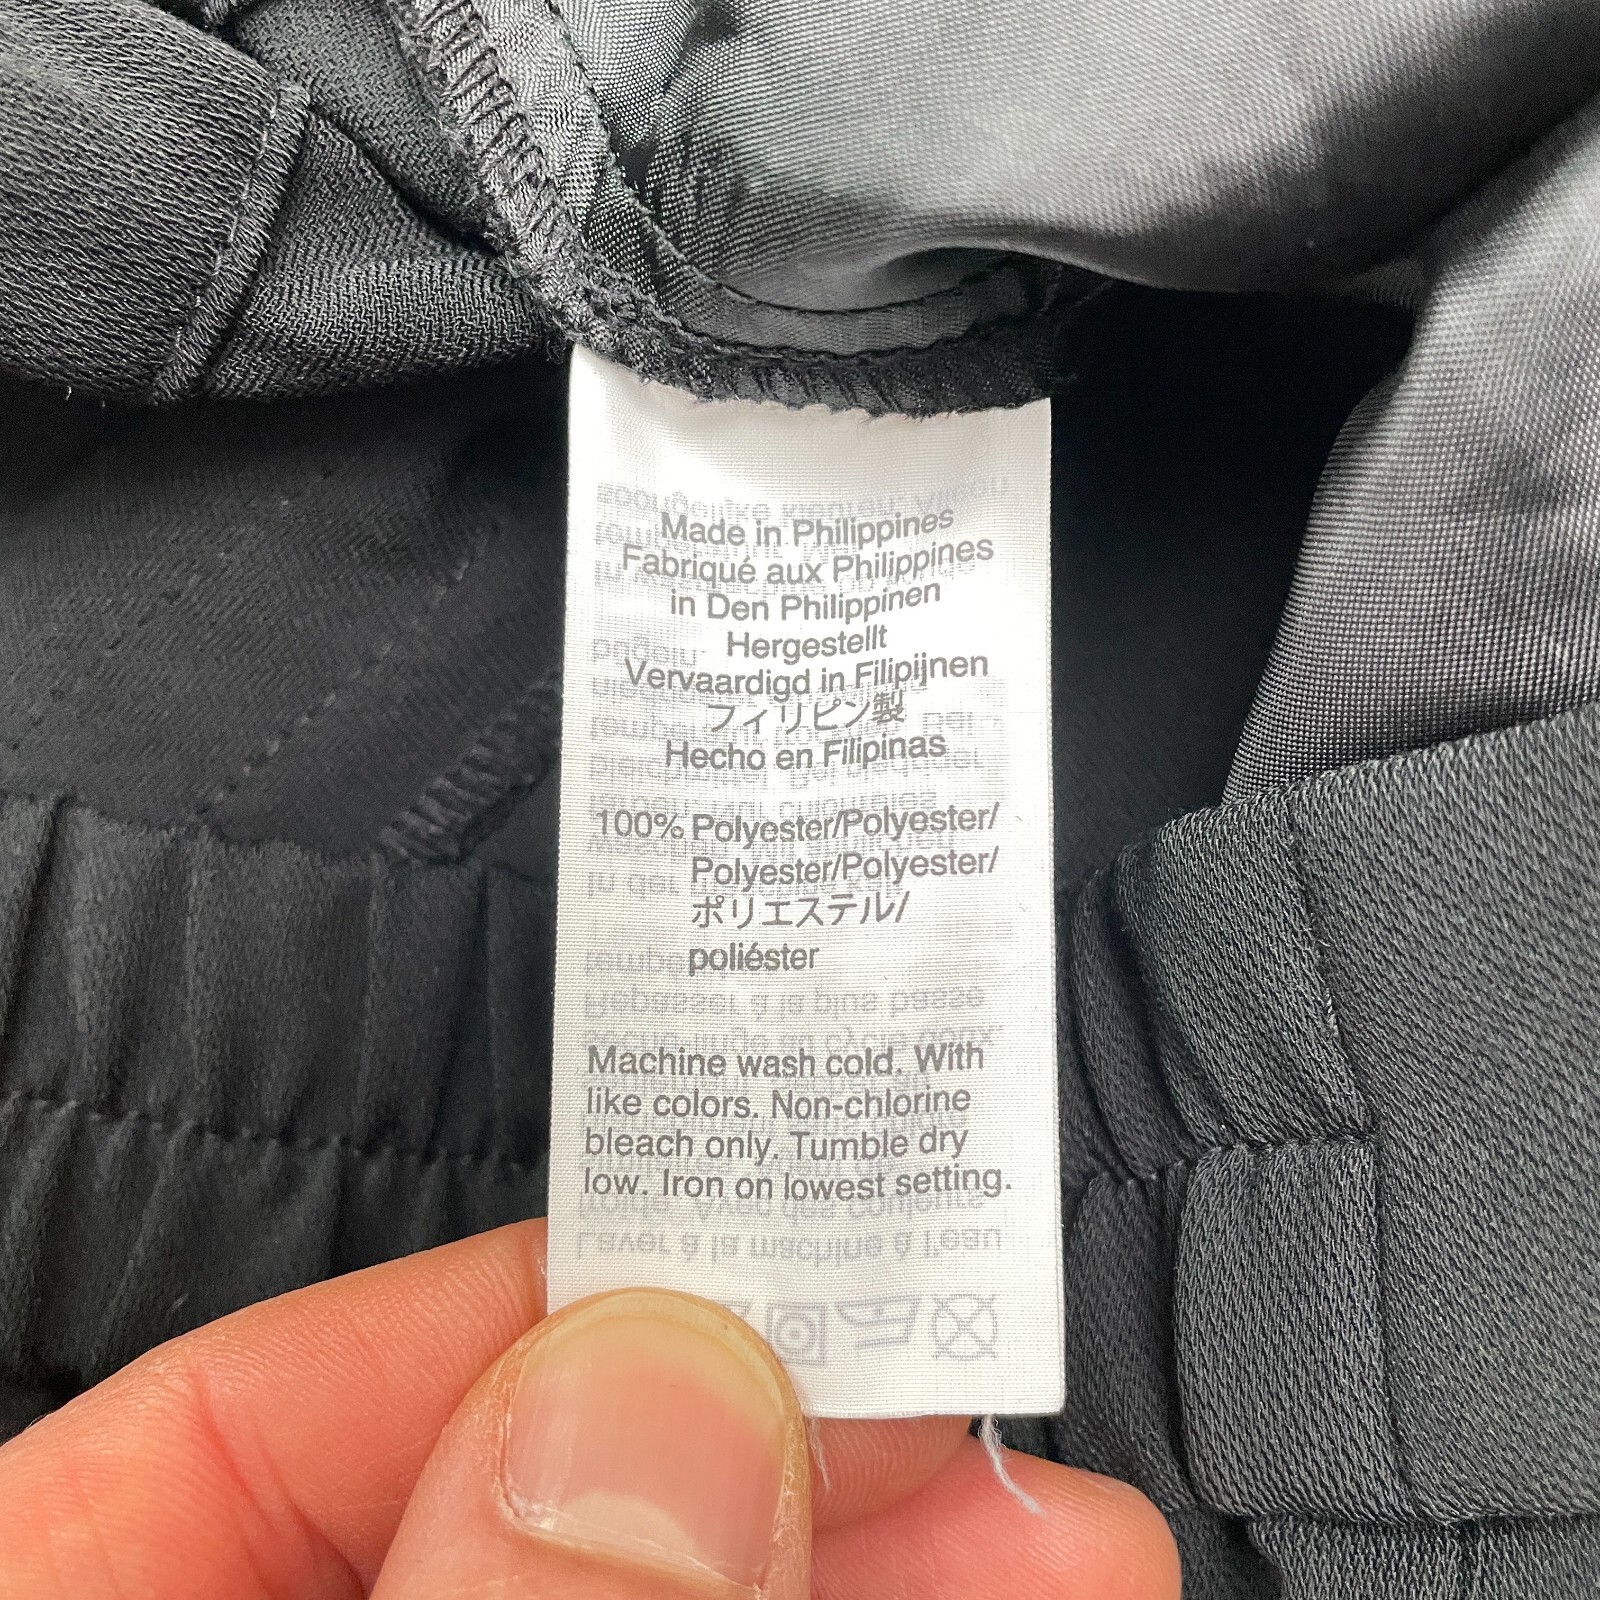 Made in Philippines
Fabriqué aux Philippines
in Den Philippinen
Hergestellt
Vervaardigd in Filipijnen
フィリピン製
Hecho en Filipinas
100% Polyester/Polyester/
Polyester/Polyester/
ポリエステル/
poliéster
Machine wash cold. With
like colors. Non-chlorine
bleach only. Tumble dry
low. Iron on lowest setting.